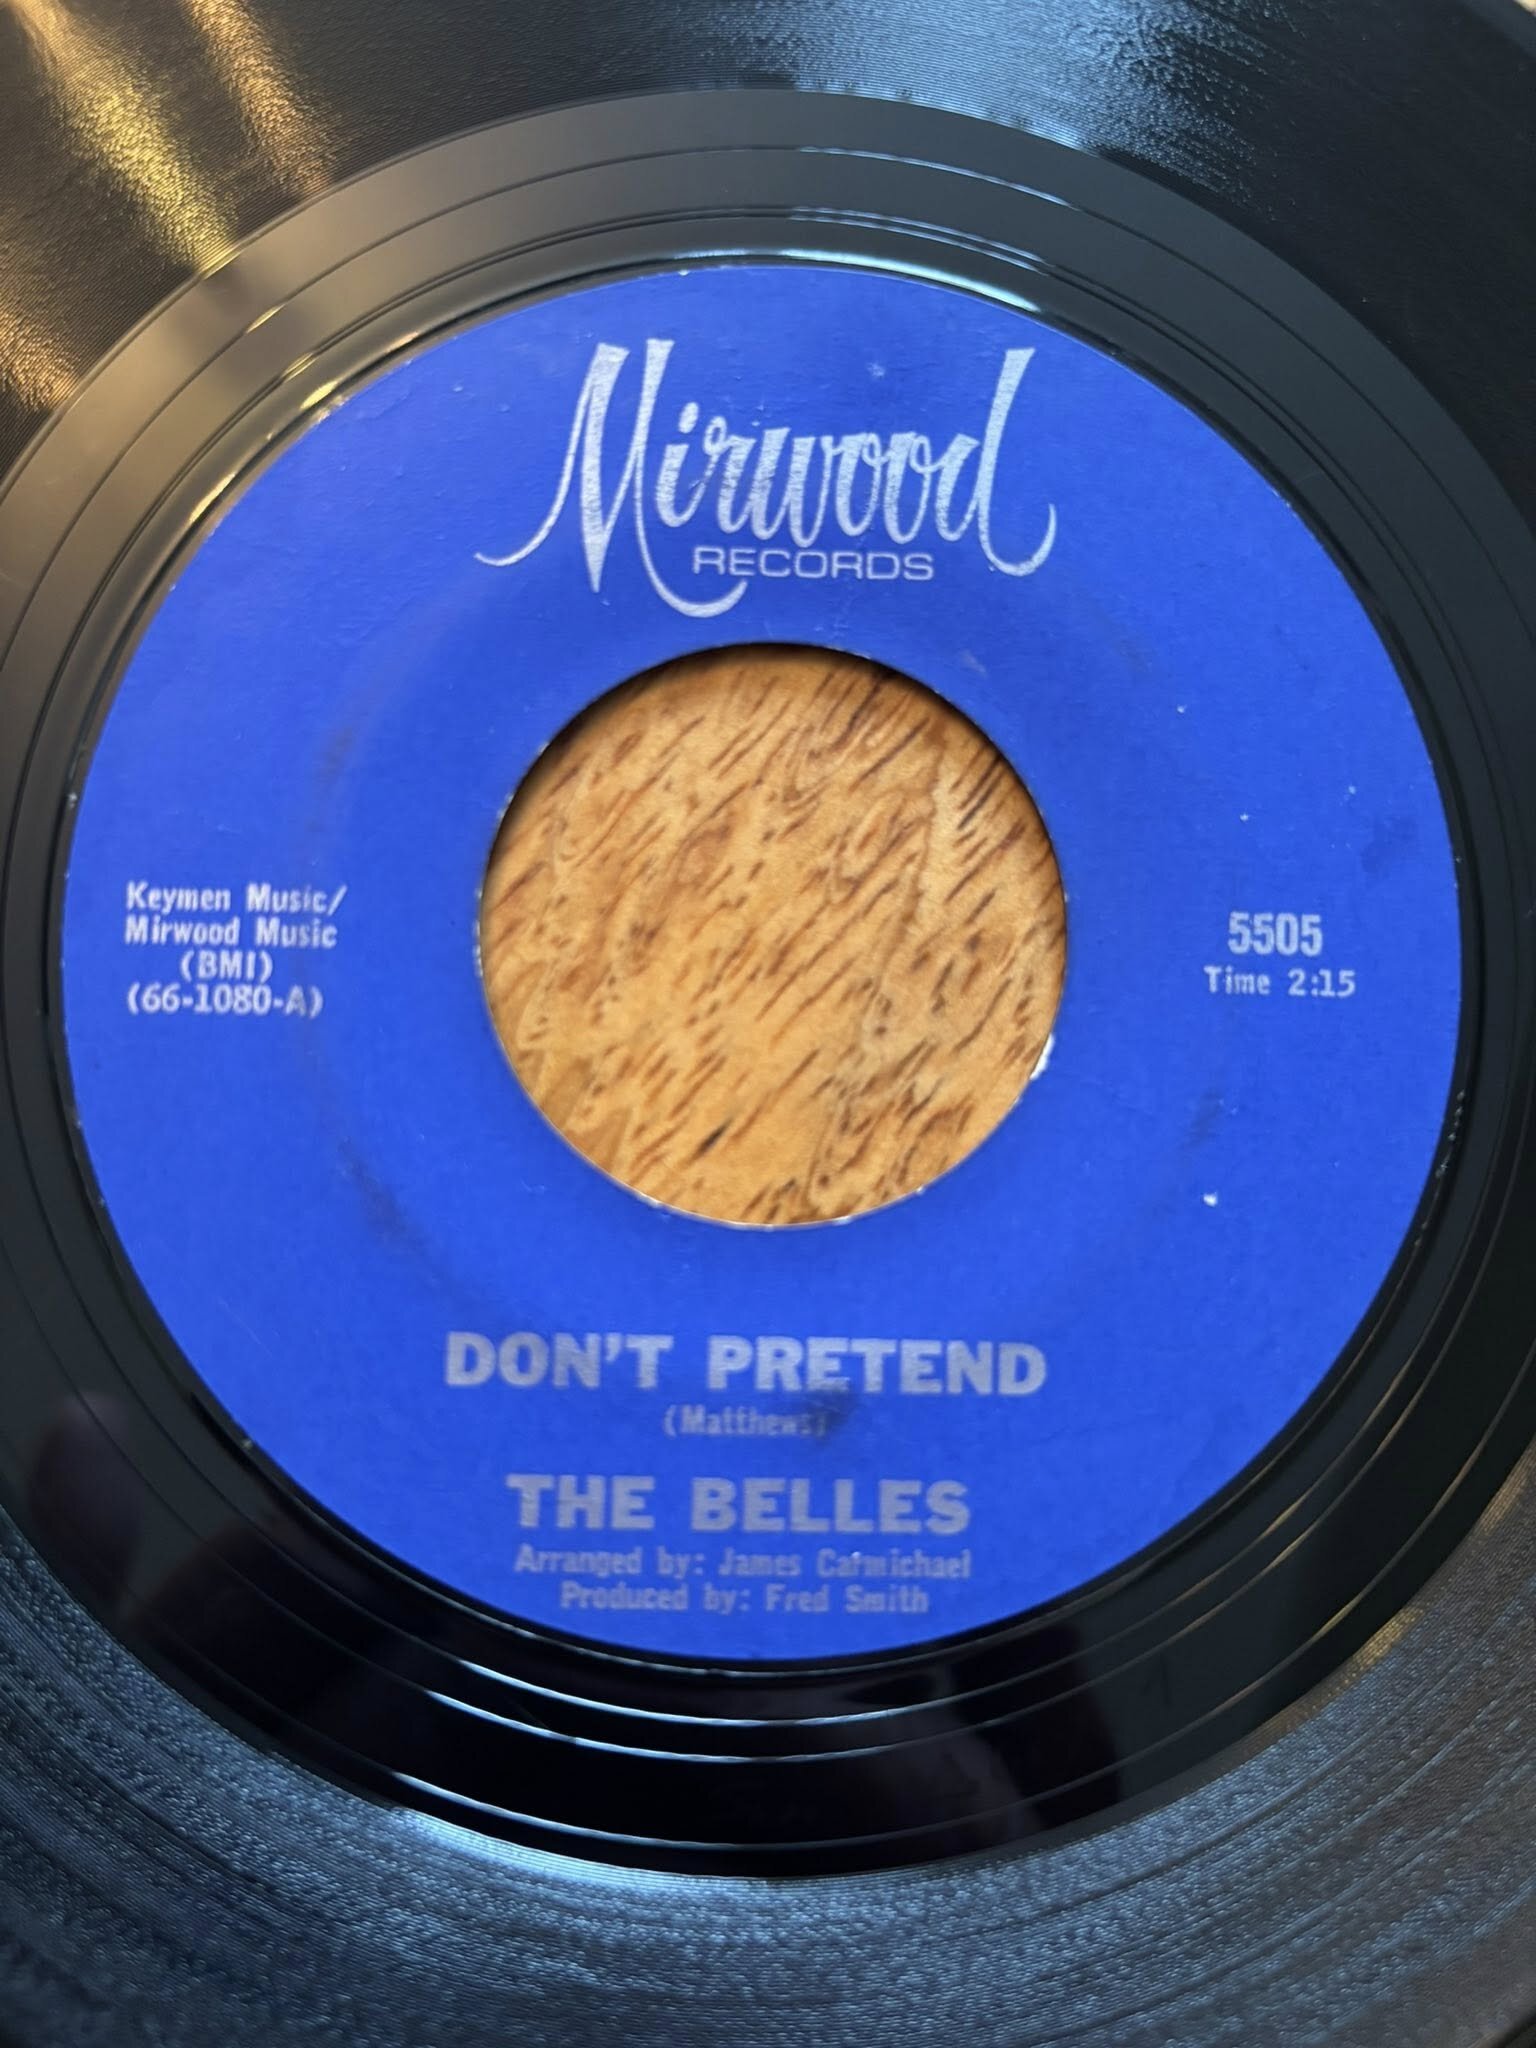 Mirwood
RECORDS
Keymen Music/
Mirwood Music
(BMI)
(66-1080-A)
5505
Time 2:15
DON'T PRETEND
(Matthews)
THE BELLES
Arranged by: James Carmichael
Produced by: Fred Smith